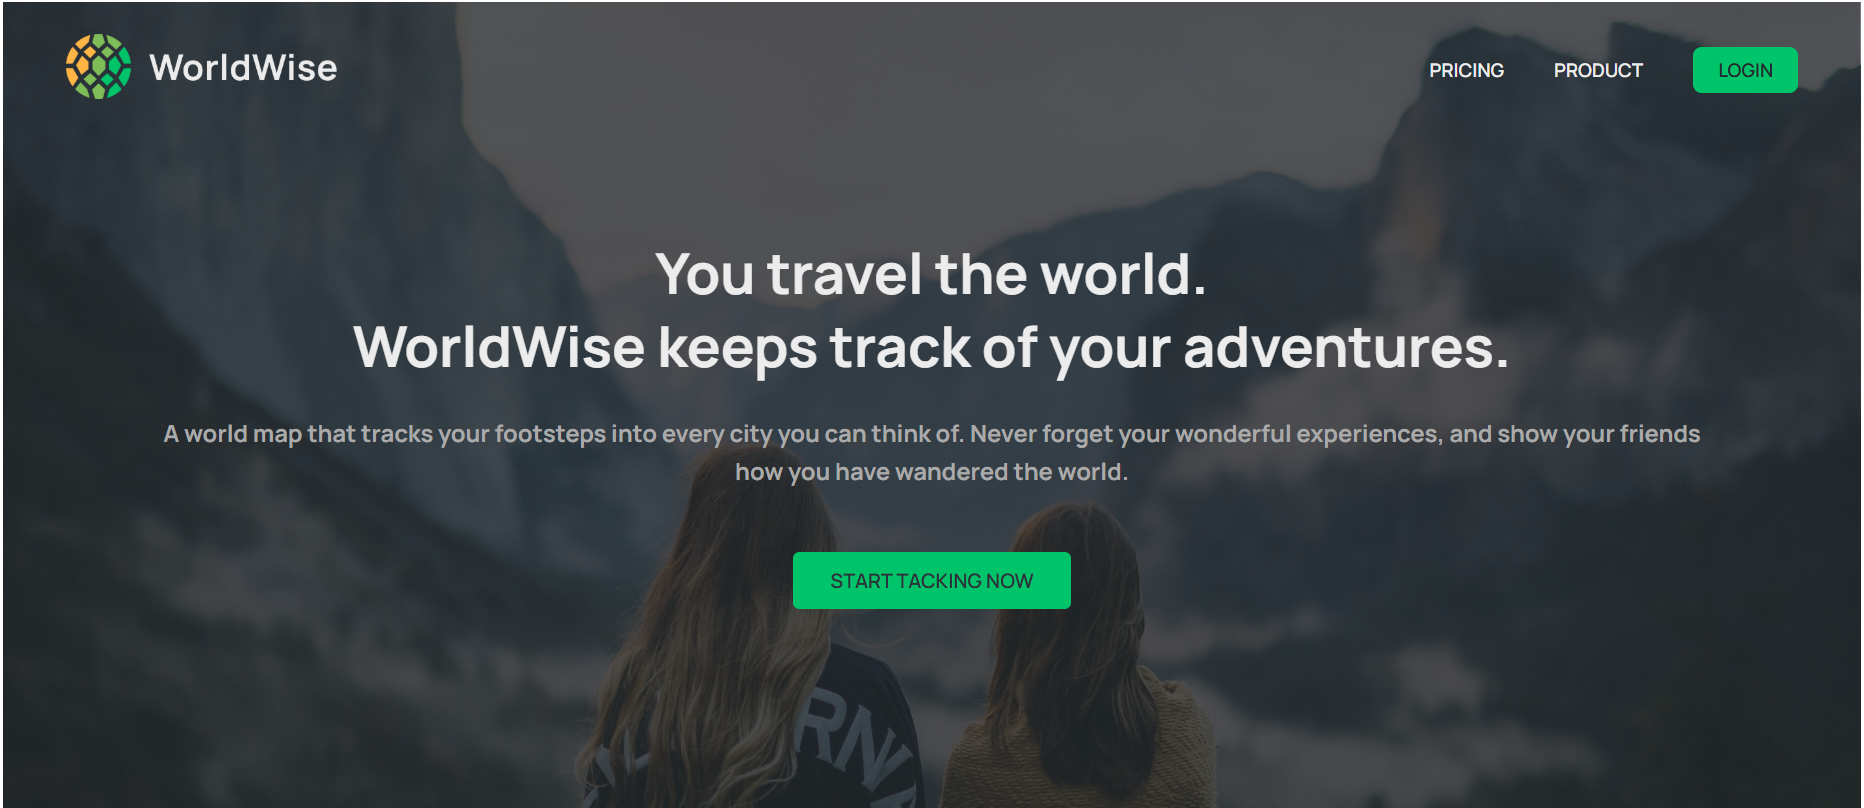 WorldWise
PRICING
PRODUCT
LOGIN
You travel the world.
WorldWise keeps track of your adventures.
A world map that tracks your footsteps into every city you can think of. Never forget your wonderful experiences, and show your friends
how you have wandered the world.
START TACKING NOW